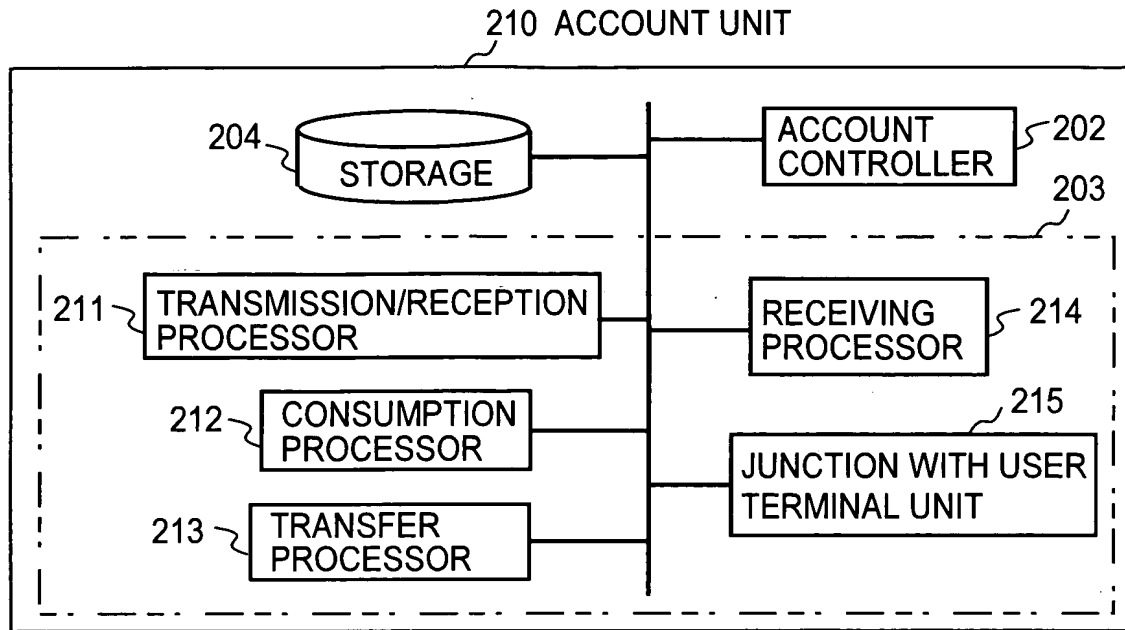 210 ACCOUNT UNIT
204
STORAGE
ACCOUNT
CONTROLLER
202
203
211
TRANSMISSION/RECEPTION
PROCESSOR
RECEIVING
PROCESSOR
214
212
CONSUMPTION
PROCESSOR
215
JUNCTION WITH USER
TERMINAL UNIT
213
TRANSFER
PROCESSOR